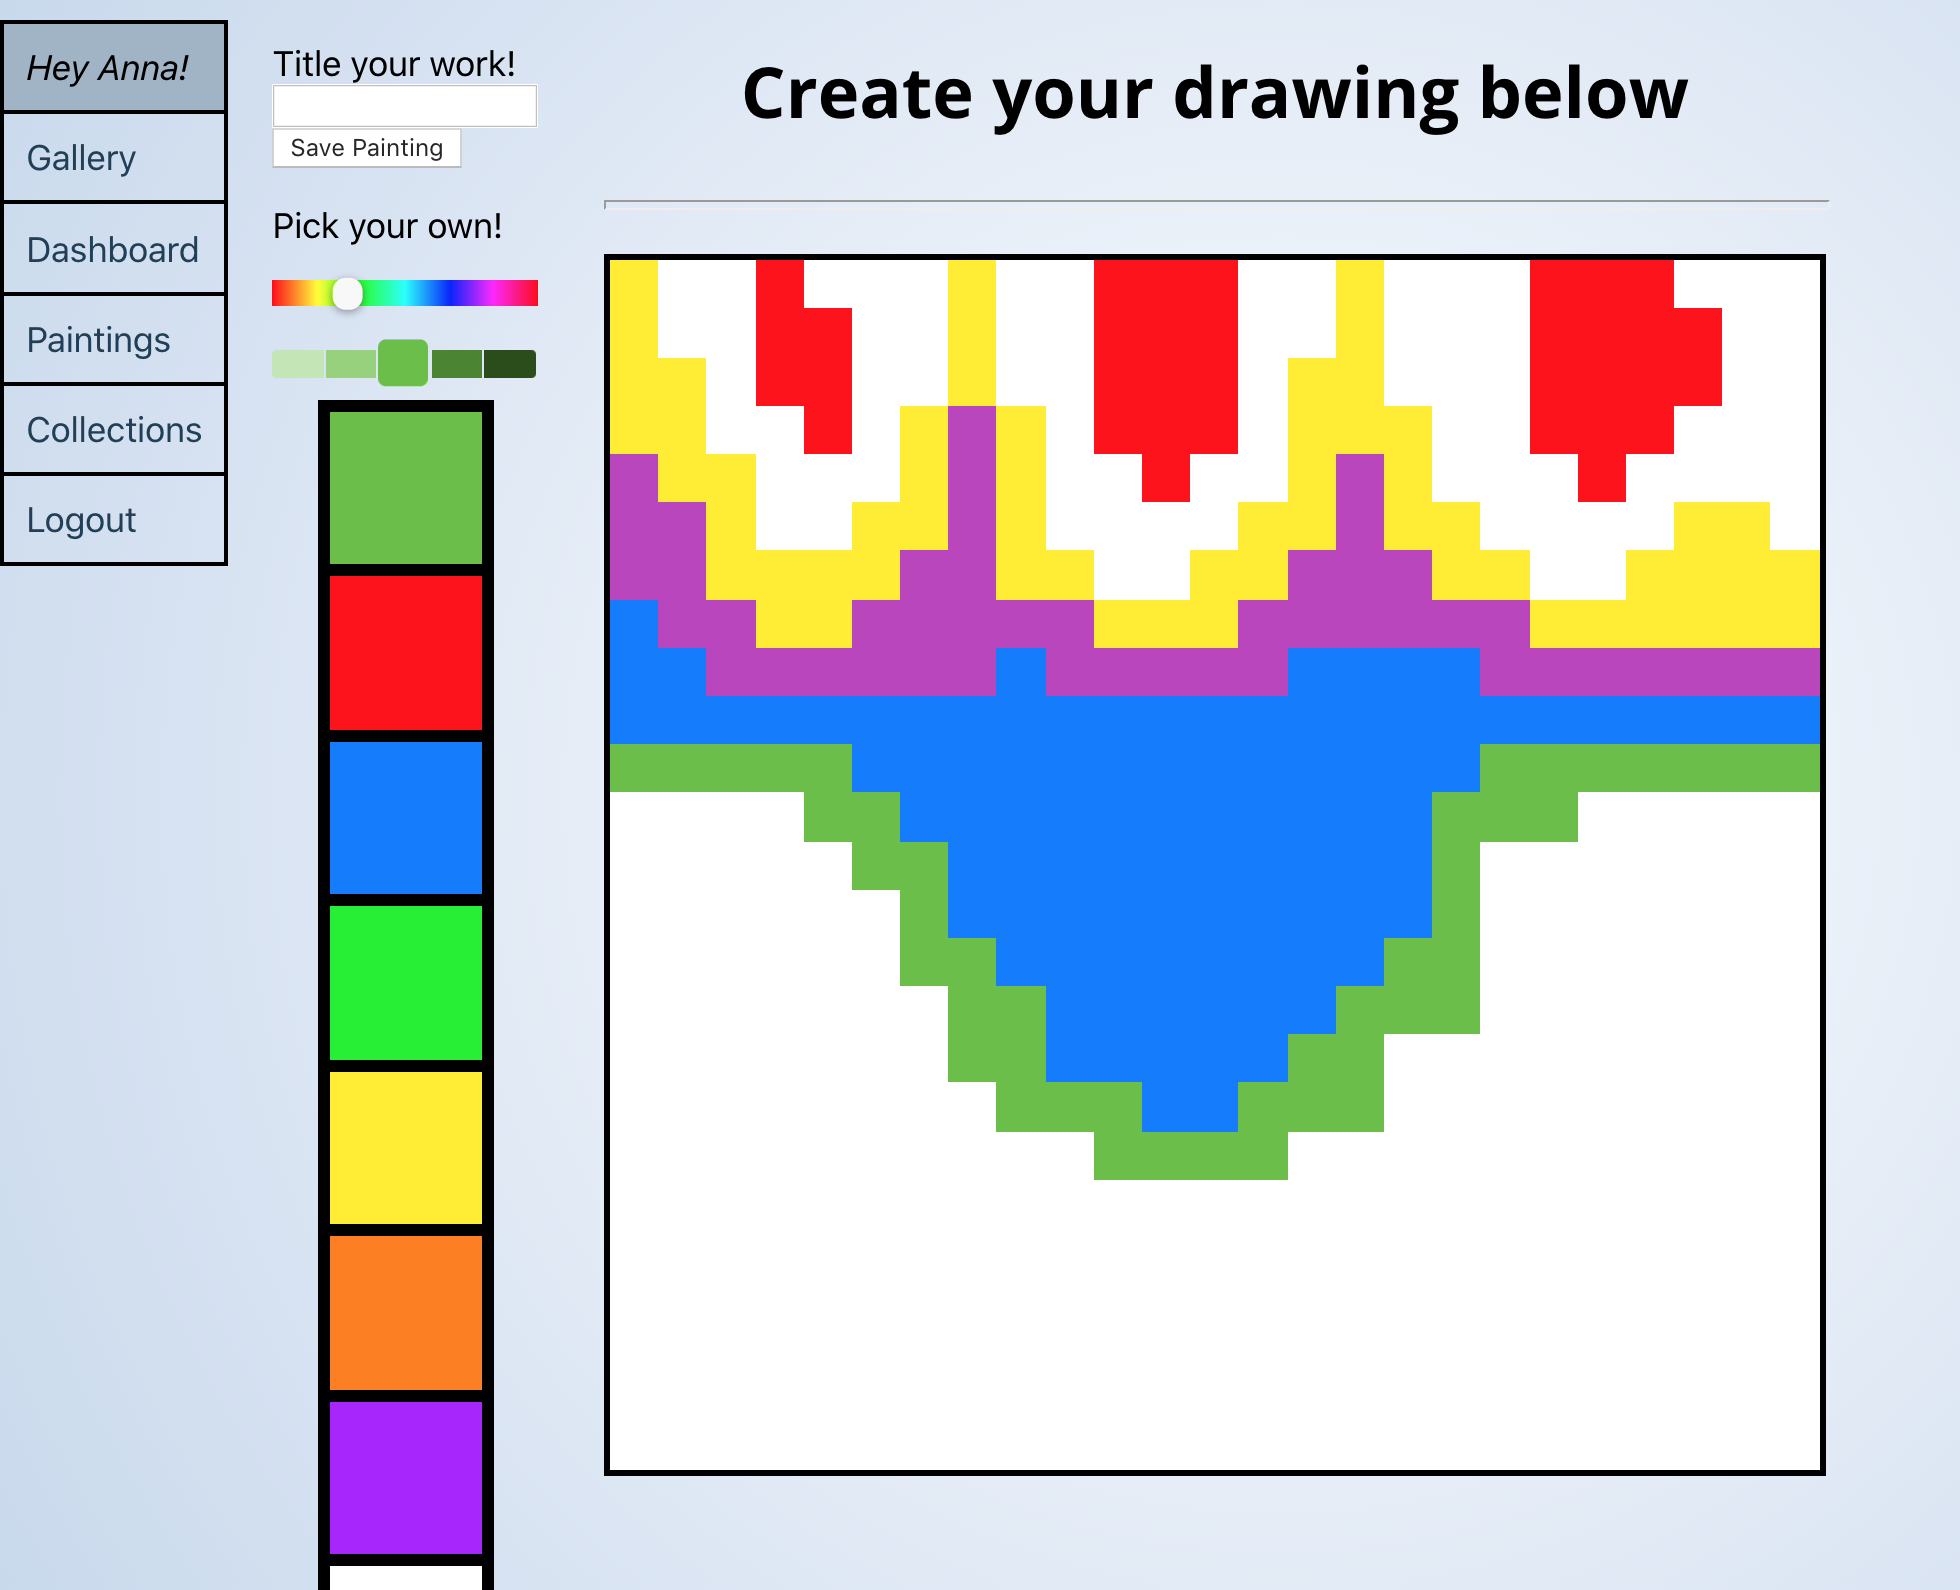 Hey Anna!
Gallery
Dashboard
Paintings
Collections
Logout
Title your work!
Save Painting
Pick your own!
Create your drawing below